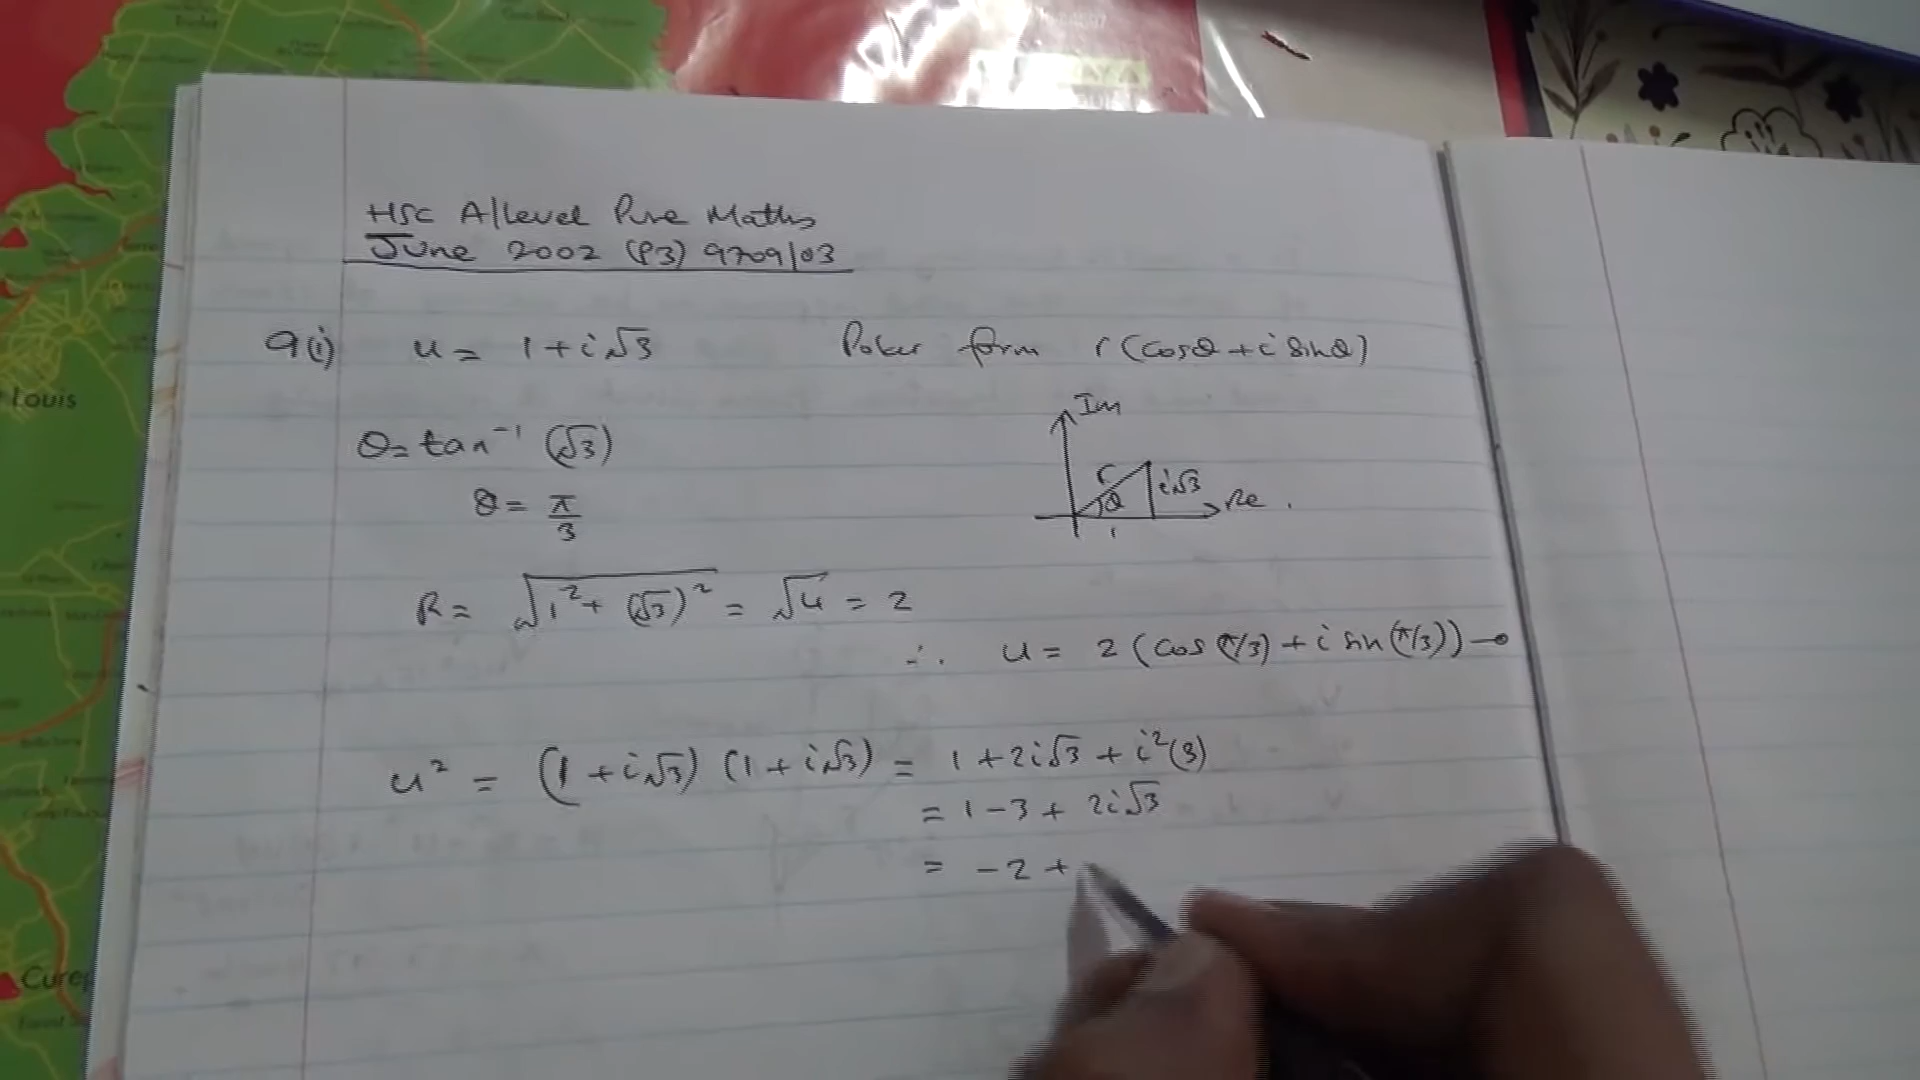 HSC A/Level Pure Maths
June 2002 (P3) 9709/03
9(i) u = 1+i√3 Polar form r(Cosθ+i Sinθ)
Im
θ= tan⁻¹ (√3)
r θ i√3 Re
θ = π/3
1
R = √(1²+(√3)²) = √4 = 2
∴ u = 2(cos(π/3)+i sin(π/3))
u² = (1+i√3)(1+i√3) = 1+2i√3+i²(3)
= 1-3+2i√3
= -2+
Louis
Curep